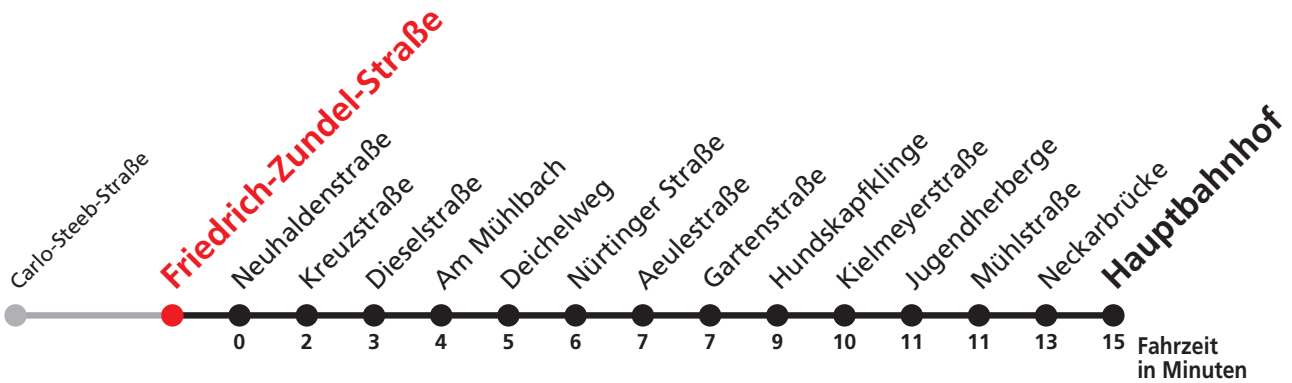 Carlo-Steeb-Straße
Friedrich-Zundel-Straße
Neuhaldenstraße
Kreuzstraße
Dieselstraße
Am Mühlbach
Deichelweg
Nürtinger Straße
Aeulestraße
Gartenstraße
Hundskapfklinge
Kielmeyerstraße
Jugendherberge
Mühlstraße
Neckarbrücke
Hauptbahnhof
0 2 3 4 5 6 7 7 9 10 11 11 13 15
Fahrzeit
in Minuten